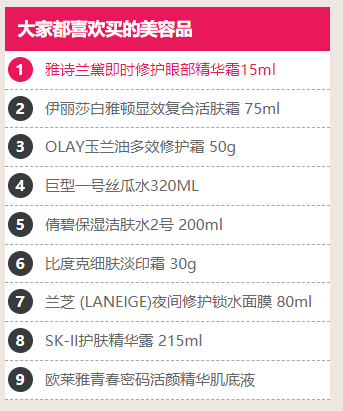 大家都喜欢买的美容品
1 雅诗兰黛即时修护眼部精华霜15ml
2 伊丽莎白雅顿显效复合活肤霜 75ml
3 OLAY玉兰油多效修护霜 50g
4 巨型一号丝瓜水320ML
5 倩碧保湿洁肤水2号 200ml
6 比度克细肤淡印霜 30g
7 兰芝 (LANEIGE)夜间修护锁水面膜 80ml
8 SK-II护肤精华露 215ml
9 欧莱雅青春密码活颜精华肌底液